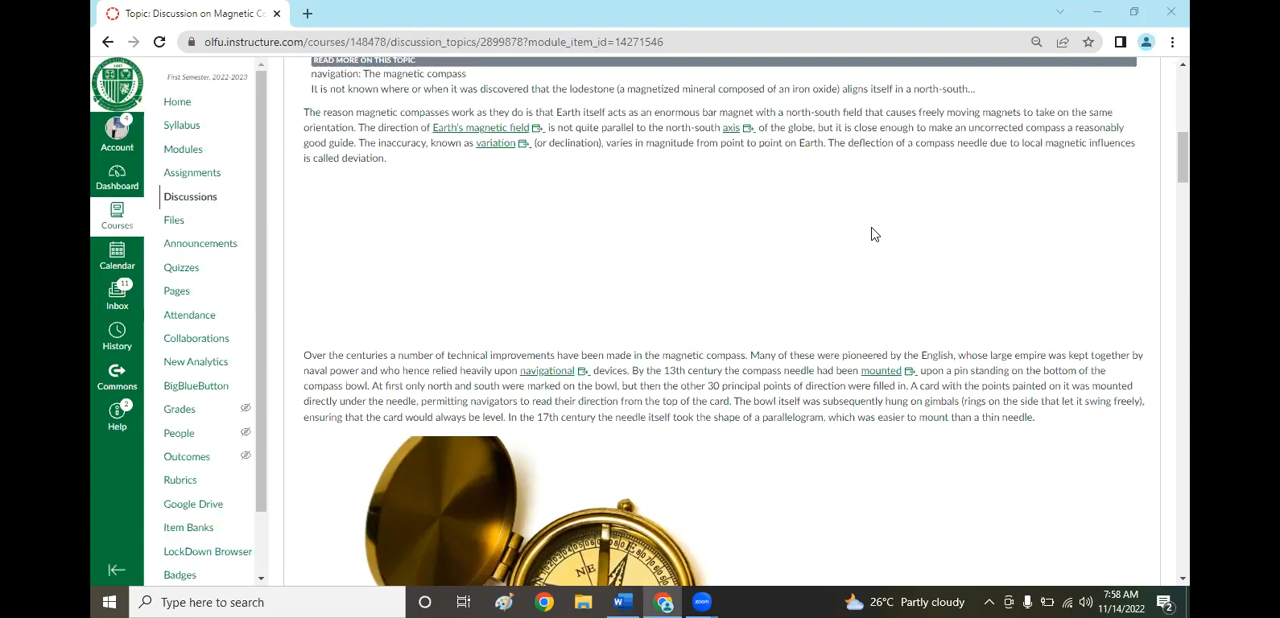 Topic: Discussion on Magnetic Co
olfu.instructure.com/courses/148478/discussion_topics/2899878?module_item_id=14271546
First Semester, 2022-2023
Home
Syllabus
Modules
Assignments
Discussions
Files
Announcements
Quizzes
Pages
Attendance
Collaborations
New Analytics
BigBlueButton
Grades
People
Outcomes
Rubrics
Google Drive
Item Banks
LockDown Browser
Badges
4
Account
Dashboard
Courses
Calendar
11
Inbox
History
Commons
2
Help
READ MORE ON THIS TOPIC
navigation: The magnetic compass
It is not known where or when it was discovered that the lodestone (a magnetized mineral composed of an iron oxide) aligns itself in a north-south...
The reason magnetic compasses work as they do is that Earth itself acts as an enormous bar magnet with a north-south field that causes freely moving magnets to take on the same
orientation. The direction of Earth's magnetic field is not quite parallel to the north-south axis of the globe, but it is close enough to make an uncorrected compass a reasonably
good guide. The inaccuracy, known as variation (or declination), varies in magnitude from point to point on Earth. The deflection of a compass needle due to local magnetic influences
is called deviation.
Over the centuries a number of technical improvements have been made in the magnetic compass. Many of these were pioneered by the English, whose large empire was kept together by
naval power and who hence relied heavily upon navigational devices. By the 13th century the compass needle had been mounted upon a pin standing on the bottom of the
compass bowl. At first only north and south were marked on the bowl, but then the other 30 principal points of direction were filled in. A card with the points painted on it was mounted
directly under the needle, permitting navigators to read their direction from the top of the card. The bowl itself was subsequently hung on gimbals (rings on the side that let it swing freely),
ensuring that the card would always be level. In the 17th century the needle itself took the shape of a parallelogram, which was easier to mount than a thin needle.
N
NE
Type here to search
W
zoom
26°C Partly cloudy
7:58 AM
11/14/2022
2